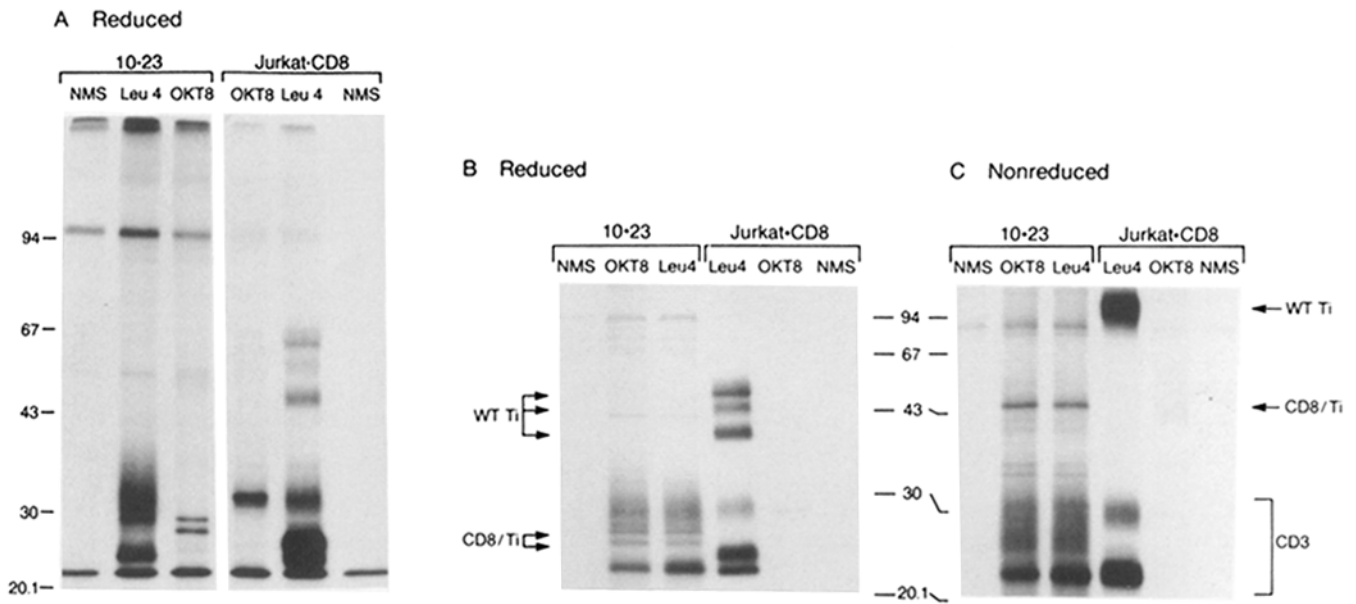 A Reduced
10·23 Jurkat·CD8
NMS Leu 4 OKT8 OKT8 Leu 4 NMS
94
67
43
30
20.1
B Reduced
10·23 Jurkat·CD8
NMS OKT8 Leu4 Leu4 OKT8 NMS
WT Ti
CD8/Ti
94
67
43
30
20.1
C Nonreduced
10·23 Jurkat·CD8
NMS OKT8 Leu4 Leu4 OKT8 NMS
WT Ti
CD8/Ti
CD3